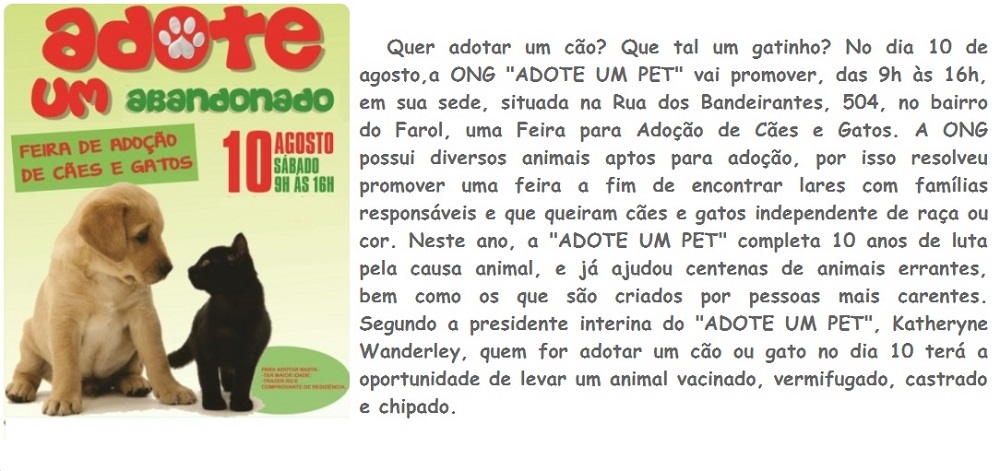 adote
um abandonado
FEIRA DE ADOÇÃO
DE CÃES E GATOS
10 AGOSTO
SÁBADO
9H ÀS 16H
PARA ADOTAR BASTA:
-TER MAIOR IDADE;
-TRAZER RG E
COMPROVANTE DE RESIDÊNCIA.
Quer adotar um cão? Que tal um gatinho? No dia 10 de
agosto,a ONG "ADOTE UM PET" vai promover, das 9h às 16h,
em sua sede, situada na Rua dos Bandeirantes, 504, no bairro
do Farol, uma Feira para Adoção de Cães e Gatos. A ONG
possui diversos animais aptos para adoção, por isso resolveu
promover uma feira a fim de encontrar lares com famílias
responsáveis e que queiram cães e gatos independente de raça ou
cor. Neste ano, a "ADOTE UM PET" completa 10 anos de luta
pela causa animal, e já ajudou centenas de animais errantes,
bem como os que são criados por pessoas mais carentes.
Segundo a presidente interina do "ADOTE UM PET", Katheryne
Wanderley, quem for adotar um cão ou gato no dia 10 terá a
oportunidade de levar um animal vacinado, vermifugado, castrado
e chipado.